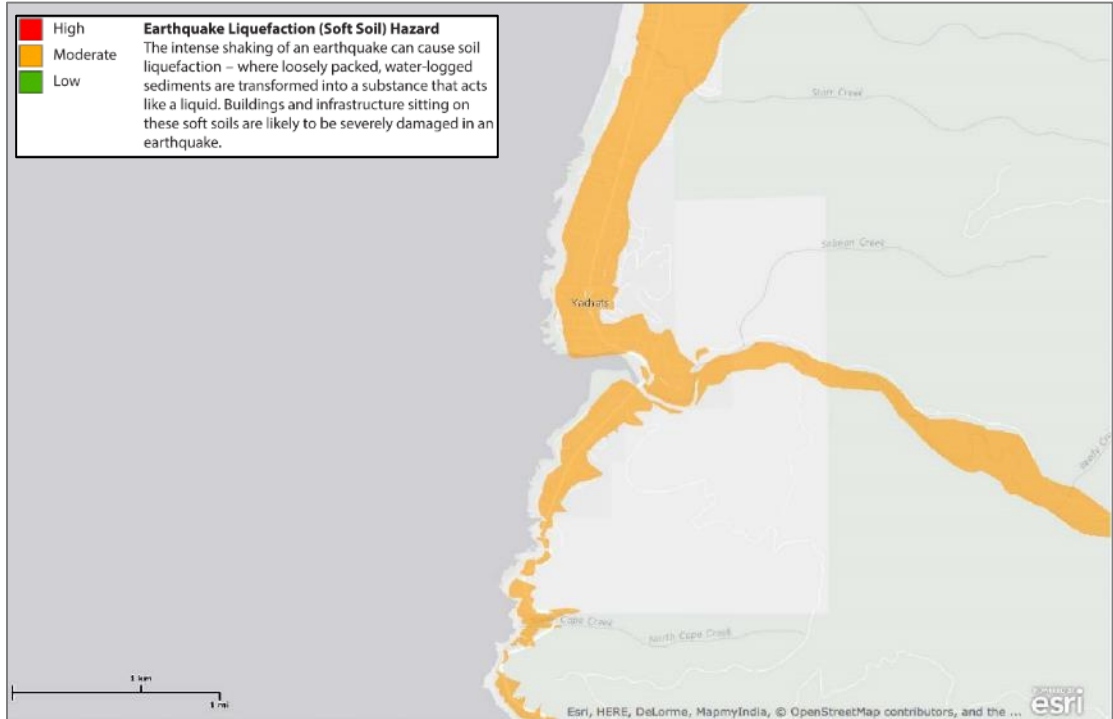 High
Moderate
Low
Earthquake Liquefaction (Soft Soil) Hazard
The intense shaking of an earthquake can cause soil
liquefaction – where loosely packed, water-logged
sediments are transformed into a substance that acts
like a liquid. Buildings and infrastructure sitting on
these soft soils are likely to be severely damaged in an
earthquake.
Starr Creek
Salmon Creek
Yachats
Cape Creek
North Cape Creek
1 km
1 mi
Esri, HERE, DeLorme, MapmyIndia, © OpenStreetMap contributors, and the ...
esri